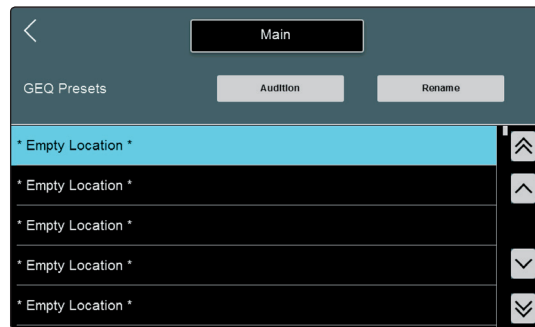 Main
GEQ Presets Audition Rename
* Empty Location *
* Empty Location *
* Empty Location *
* Empty Location *
* Empty Location *